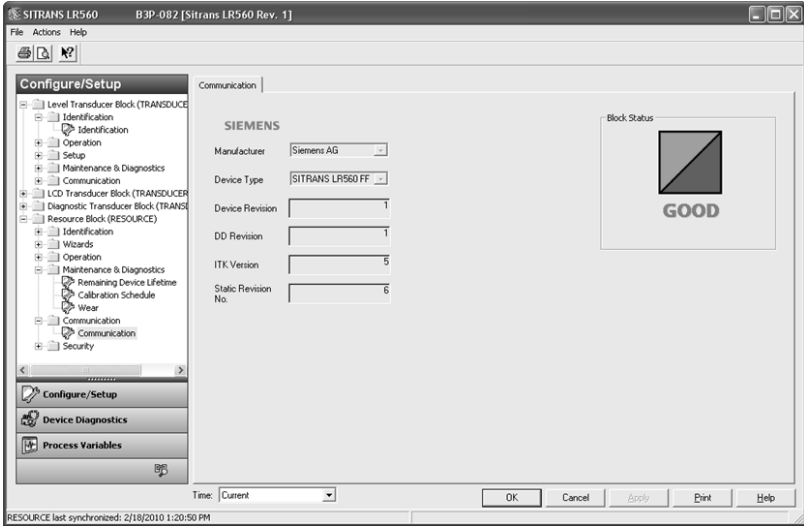 SITRANS LR560 B3P-082 [Sitrans LR560 Rev. 1]
File Actions Help
Configure/Setup
Level Transducer Block (TRANSDUCE
Identification
Identification
Operation
Setup
Maintenance & Diagnostics
Communication
LCD Transducer Block (TRANSDUCER
Diagnostic Transducer Block (TRANSI
Resource Block (RESOURCE)
Identification
Wizards
Operation
Maintenance & Diagnostics
Remaining Device Lifetime
Calibration Schedule
Wear
Communication
Communication
Security
Configure/Setup
Device Diagnostics
Process Variables
Communication
SIEMENS
Manufacturer Siemens AG
Device Type SITRANS LR560 FF
Device Revision 1
DD Revision 1
ITK Version 5
Static Revision 6
No.
Block Status
GOOD
Time: Current OK Cancel Apply Print Help
RESOURCE last synchronized: 2/18/2010 1:20:50 PM